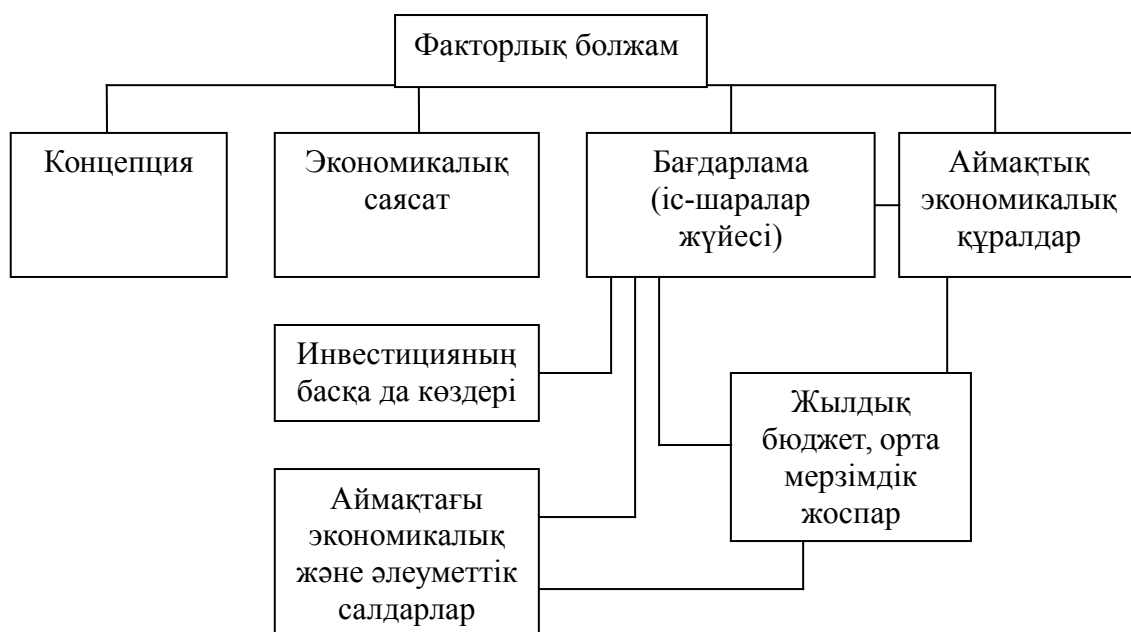 Факторлық болжам
Концепция
Экономикалық
саясат
Бағдарлама
(іс-шаралар
жүйесі)
Аймақтық
экономикалық
құралдар
Инвестицияның
басқа да көздері
Жылдық
бюджет, орта
мерзімдік
жоспар
Аймақтағы
экономикалық
және әлеуметтік
салдарлар